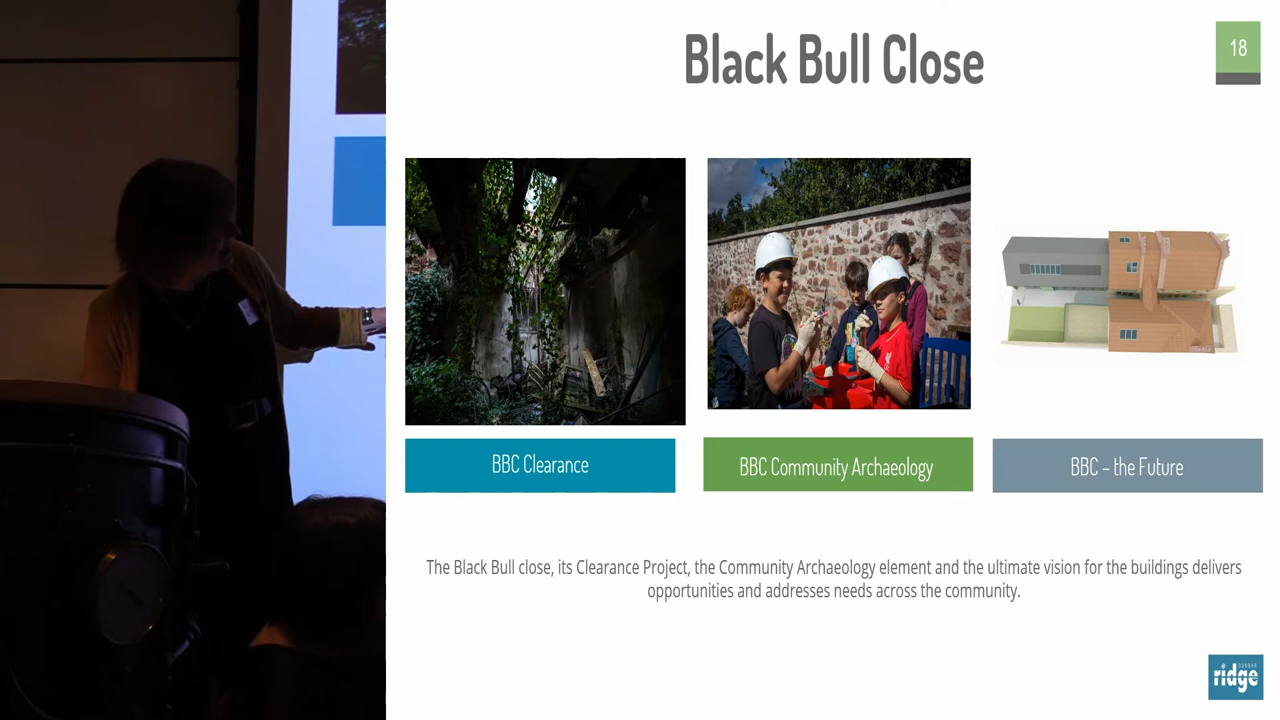 Black Bull Close
18
BBC Clearance
BBC Community Archaeology
BBC – the Future
The Black Bull close, its Clearance Project, the Community Archaeology element and the ultimate vision for the buildings delivers
opportunities and addresses needs across the community.
DUNBAR
ridge